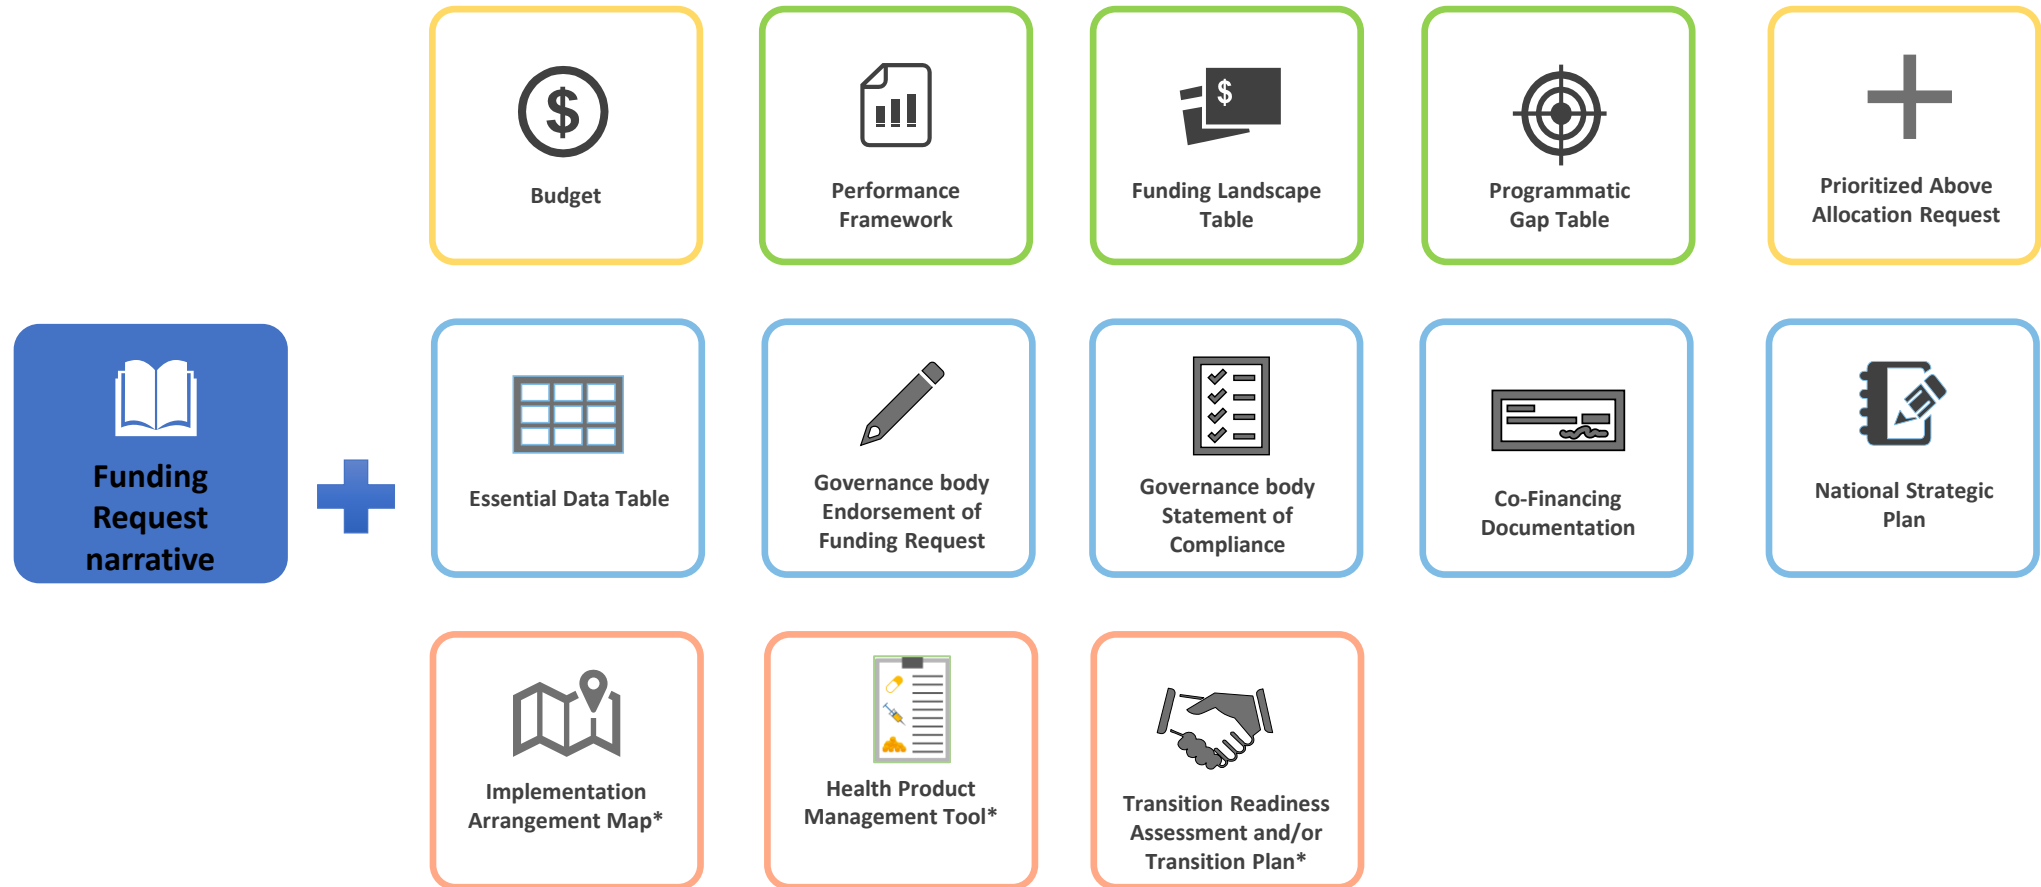 $
Budget
Performance
Framework
$
Funding Landscape
Table
Programmatic
Gap Table
Prioritized Above
Allocation Request
Funding
Request
narrative
Essential Data Table
Governance body
Endorsement of
Funding Request
Governance body
Statement of
Compliance
Co-Financing
Documentation
National Strategic
Plan
Implementation
Arrangement Map*
Health Product
Management Tool*
Transition Readiness
Assessment and/or
Transition Plan*